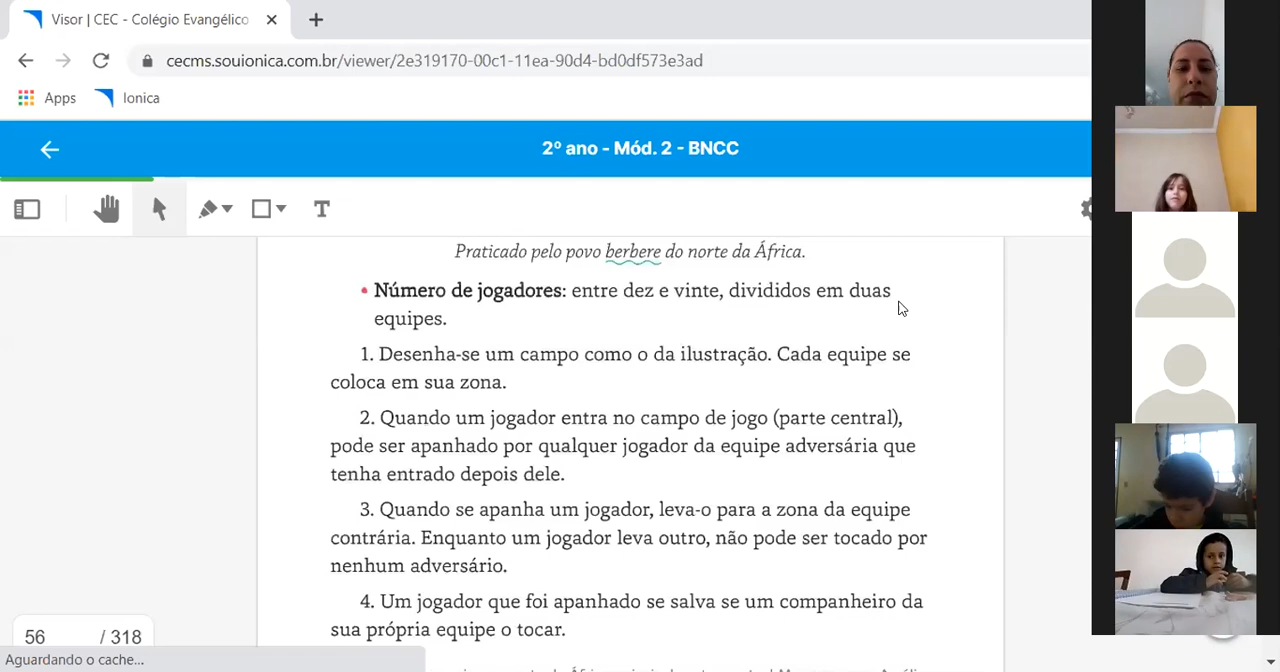 Visor | CEC - Colégio Evangélico
cecms.souionica.com.br/viewer/2e319170-00c1-11ea-90d4-bd0df573e3ad
Apps Ionica
2º ano - Mód. 2 - BNCC
T
Praticado pelo povo berbere do norte da África.
• Número de jogadores: entre dez e vinte, divididos em duas
equipes.
1. Desenha-se um campo como o da ilustração. Cada equipe se
coloca em sua zona.
2. Quando um jogador entra no campo de jogo (parte central),
pode ser apanhado por qualquer jogador da equipe adversária que
tenha entrado depois dele.
3. Quando se apanha um jogador, leva-o para a zona da equipe
contrária. Enquanto um jogador leva outro, não pode ser tocado por
nenhum adversário.
4. Um jogador que foi apanhado se salva se um companheiro da
sua própria equipe o tocar.
56 / 318
Aguardando o cache...